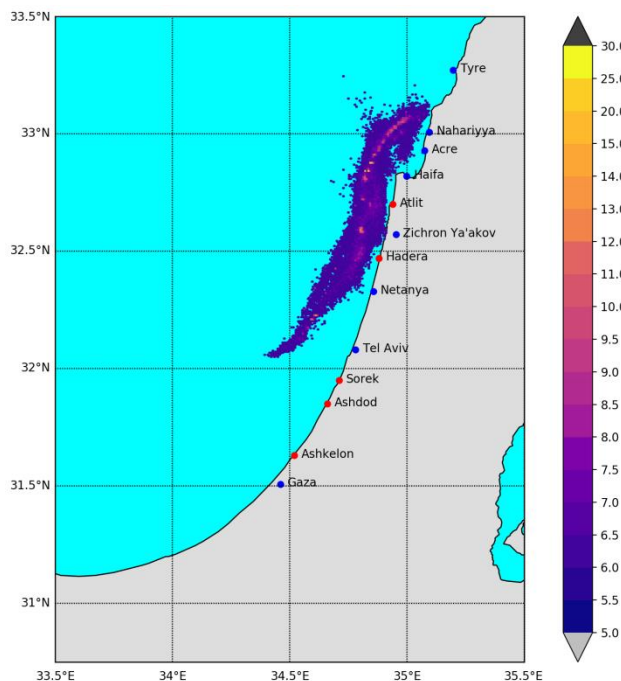 33.5°N
33°N
32.5°N
32°N
31.5°N
31°N
33.5°E
34°E
34.5°E
35°E
35.5°E
Tyre
Nahariyya
Acre
Haifa
Atlit
Zichron Ya'akov
Hadera
Netanya
Tel Aviv
Sorek
Ashdod
Ashkelon
Gaza
30.0
25.0
20.0
15.0
14.0
13.0
12.0
11.0
10.0
9.5
9.0
8.5
8.0
7.5
7.0
6.5
6.0
5.5
5.0